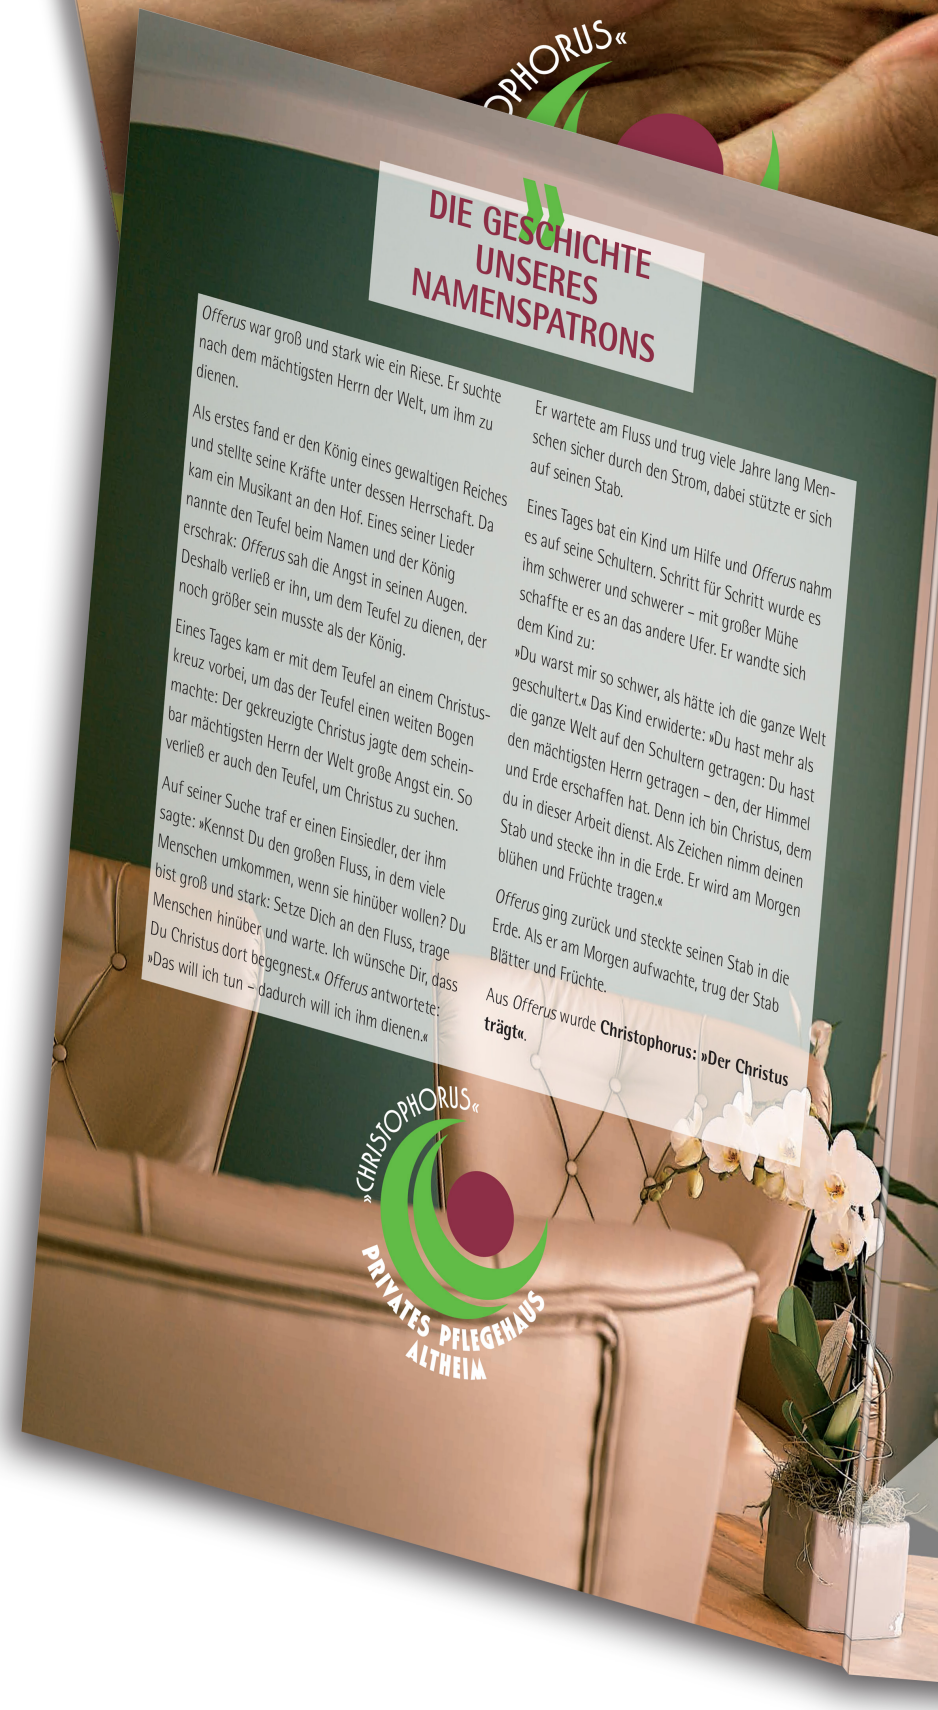 OPHORUS«
DIE GESCHICHTE
UNSERES
NAMENSPATRONS
Offerus war groß und stark wie ein Riese. Er suchte
nach dem mächtigsten Herrn der Welt, um ihm zu
dienen.
Als erstes fand er den König eines gewaltigen Reiches
und stellte seine Kräfte unter dessen Herrschaft. Da
kam ein Musikant an den Hof. Eines seiner Lieder
nannte den Teufel beim Namen und der König
erschrak: Offerus sah die Angst in seinen Augen.
Deshalb verließ er ihn, um dem Teufel zu dienen, der
noch größer sein musste als der König.
Eines Tages kam er mit dem Teufel an einem Christus-
kreuz vorbei, um das der Teufel einen weiten Bogen
machte: Der gekreuzigte Christus jagte dem schein-
bar mächtigsten Herrn der Welt große Angst ein. So
verließ er auch den Teufel, um Christus zu suchen.
Auf seiner Suche traf er einen Einsiedler, der ihm
sagte: »Kennst Du den großen Fluss, in dem viele
Menschen umkommen, wenn sie hinüber wollen? Du
bist groß und stark: Setze Dich an den Fluss, trage
Menschen hinüber und warte. Ich wünsche Dir, dass
Du Christus dort begegnest.« Offerus antwortete:
»Das will ich tun – dadurch will ich ihm dienen.«
Er wartete am Fluss und trug viele Jahre lang Men-
schen sicher durch den Strom, dabei stützte er sich
auf seinen Stab.
Eines Tages bat ein Kind um Hilfe und Offerus nahm
es auf seine Schultern. Schritt für Schritt wurde es
ihm schwerer und schwerer – mit großer Mühe
schaffte er es an das andere Ufer. Er wandte sich
dem Kind zu:
»Du warst mir so schwer, als hätte ich die ganze Welt
geschultert.« Das Kind erwiderte: »Du hast mehr als
die ganze Welt auf den Schultern getragen: Du hast
den mächtigsten Herrn getragen – den, der Himmel
und Erde erschaffen hat. Denn ich bin Christus, dem
du in dieser Arbeit dienst. Als Zeichen nimm deinen
Stab und stecke ihn in die Erde. Er wird am Morgen
blühen und Früchte tragen.«
Offerus ging zurück und steckte seinen Stab in die
Erde. Als er am Morgen aufwachte, trug der Stab
Blätter und Früchte.
Aus Offerus wurde Christophorus: »Der Christus
trägt«.
»CHRISTOPHORUS«
PRIVATES PFLEGEHAUS
ALTHEIM